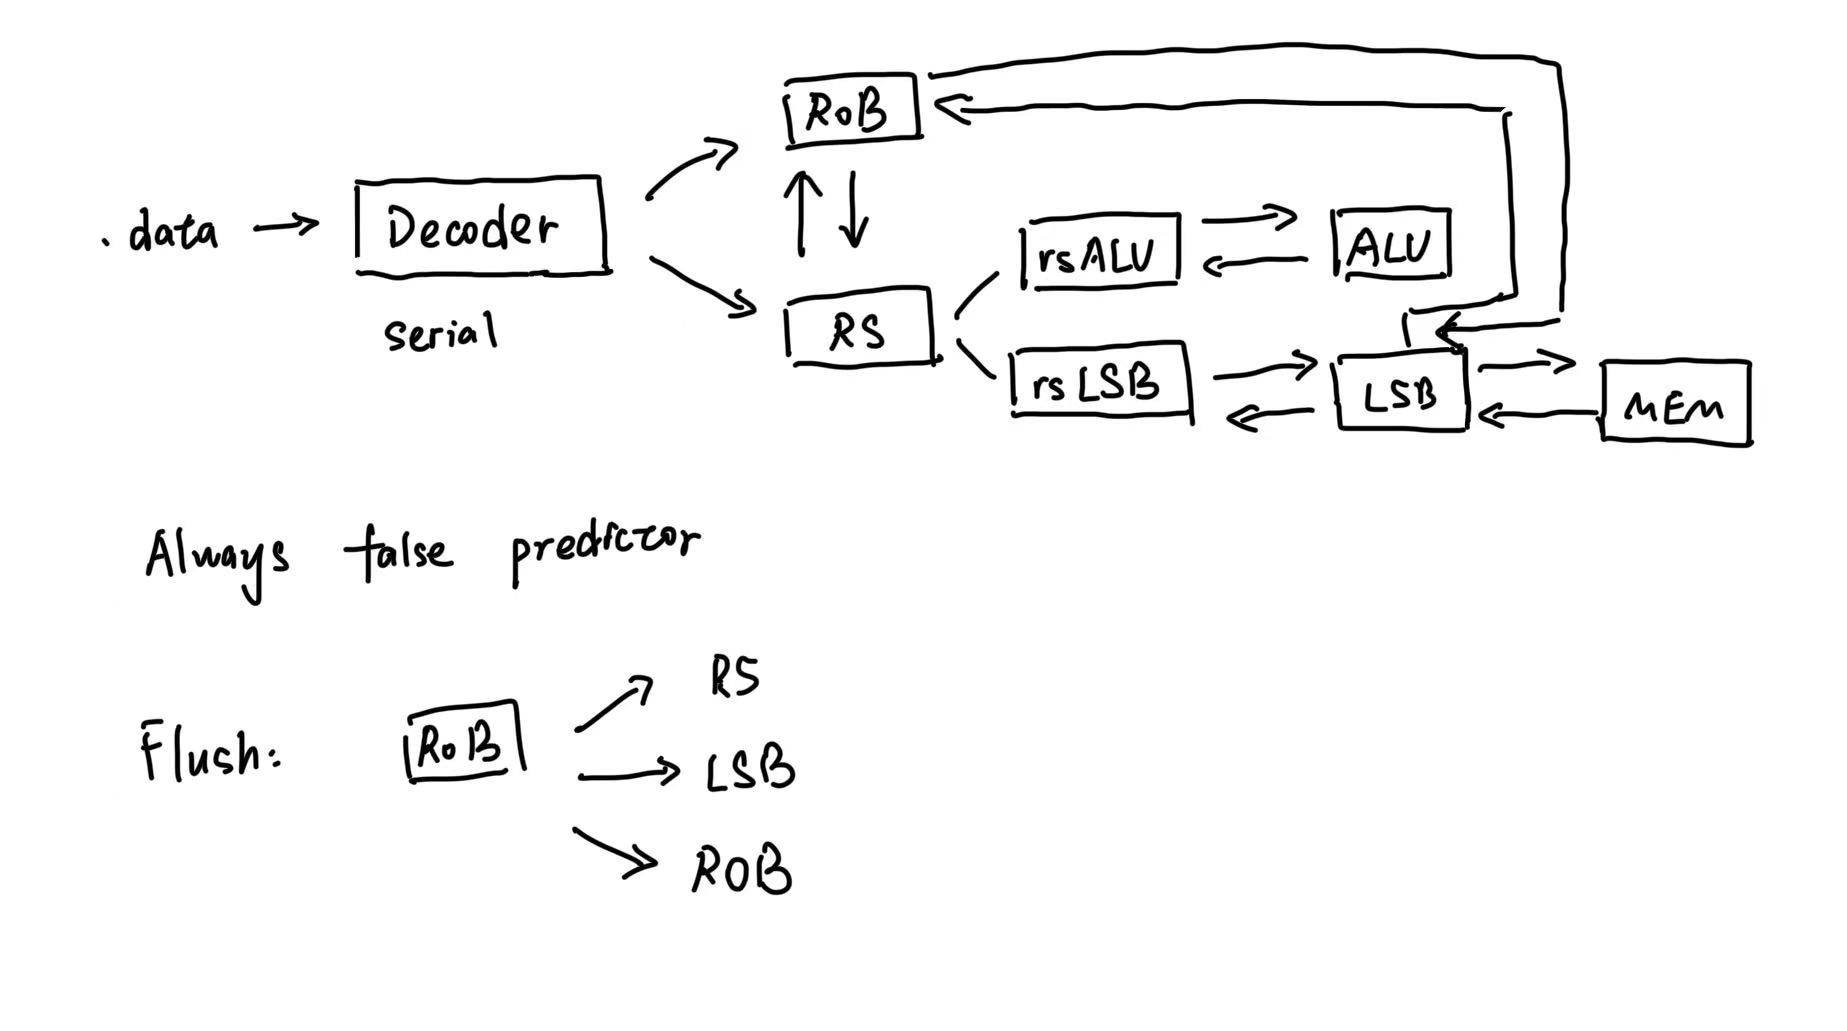 RoB
.data
Decoder
rsALU
ALU
serial
RS
rsLSB
LSB
MEM
Always false predictor
RS
Flush:
RoB
LSB
ROB